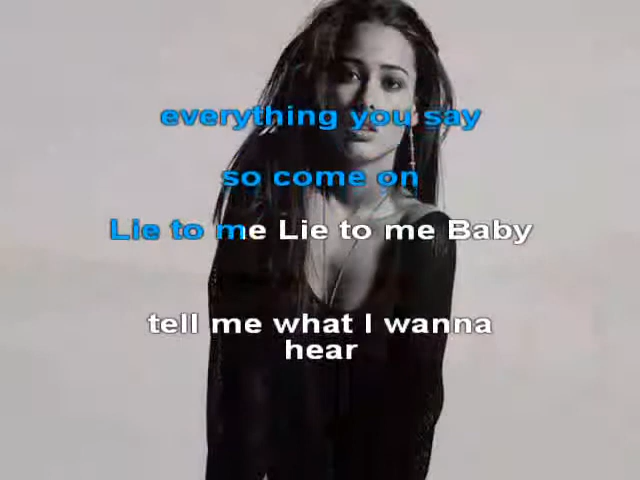 everything you say
so come on
Lie to me Lie to me Baby
tell me what I wanna
hear